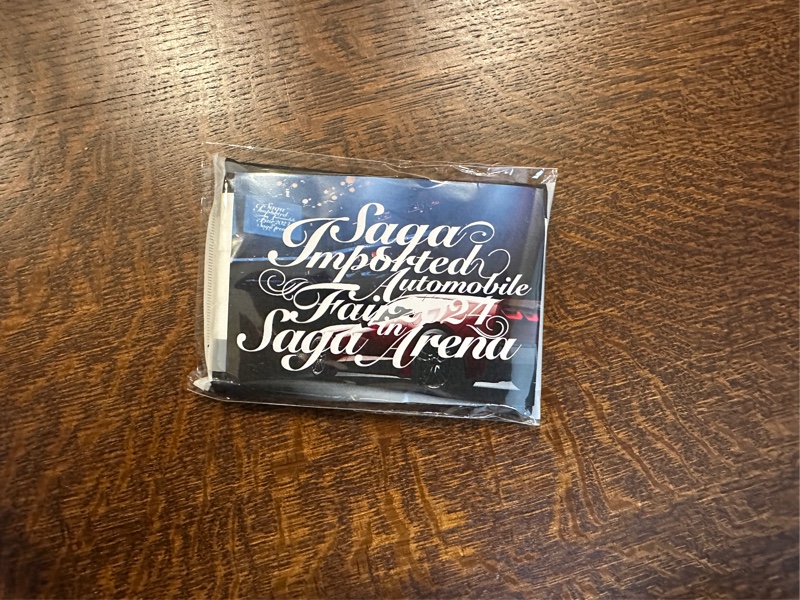 Saga
Imported
Automobile
Fair 2024
in
Saga Arena